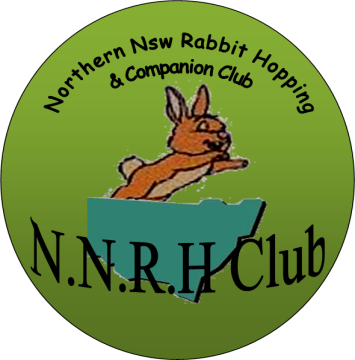 Northern Nsw Rabbit Hopping
& Companion Club
N.N.R.H Club